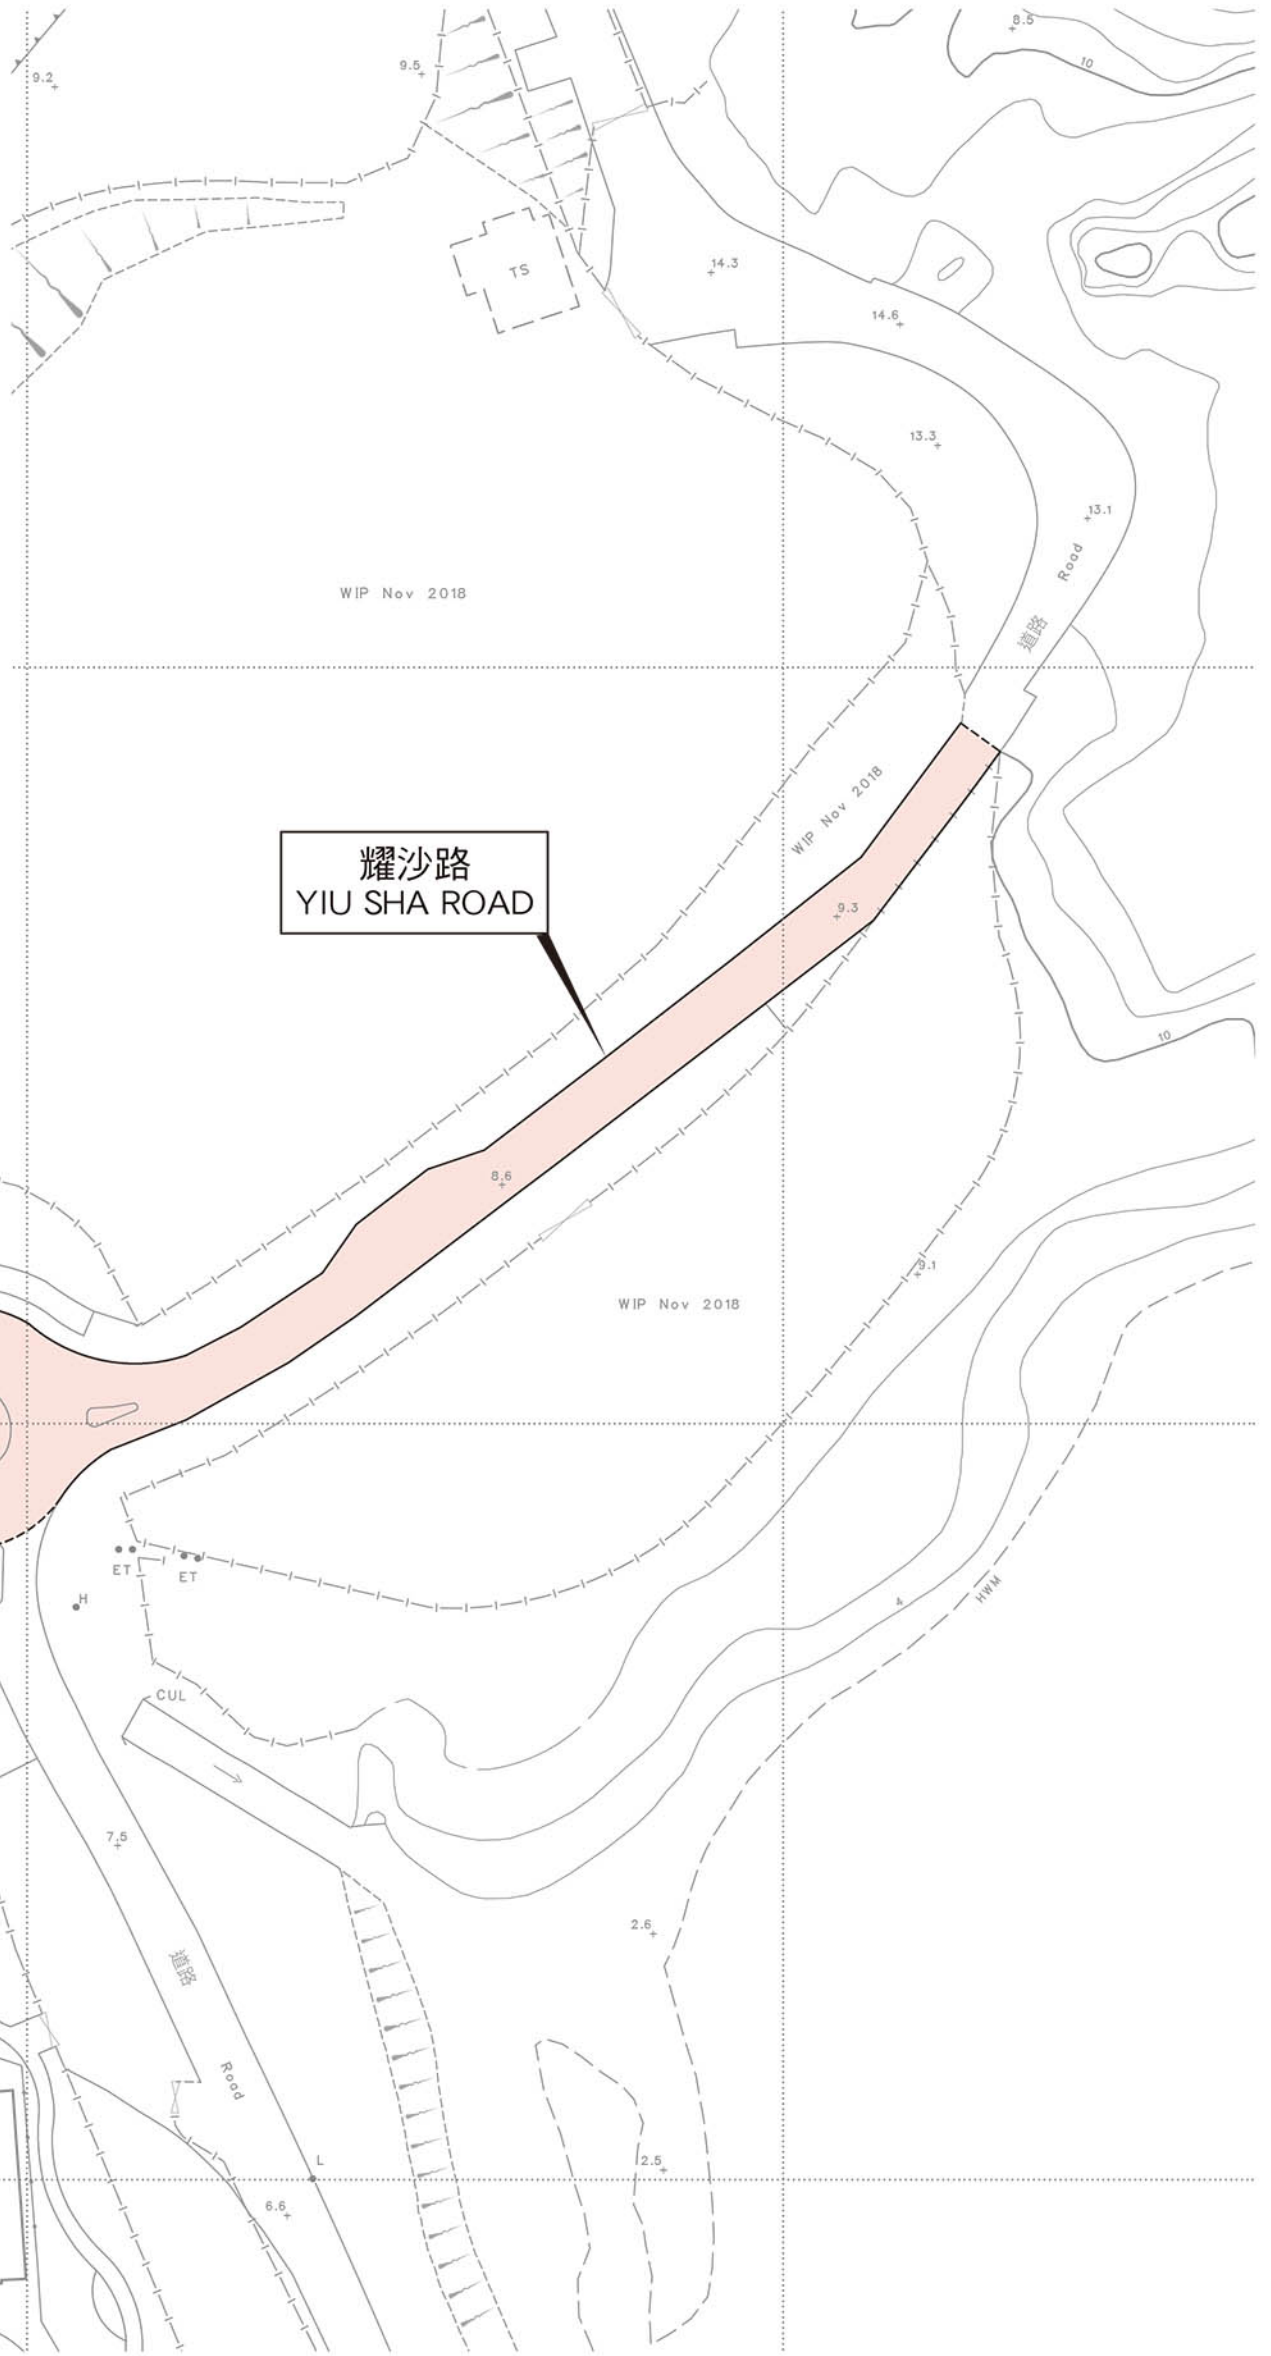 8.5
9.5
10
9.2
TS
14.3
14.6
13.3
13.1
道路 Road
WIP Nov 2018
WIP Nov 2018
耀沙路
YIU SHA ROAD
9.3
10
8.6
9.1
WIP Nov 2018
ET
ET
H
4
HWM
CUL
7.5
2.6
道路 Road
L
2.5
6.6